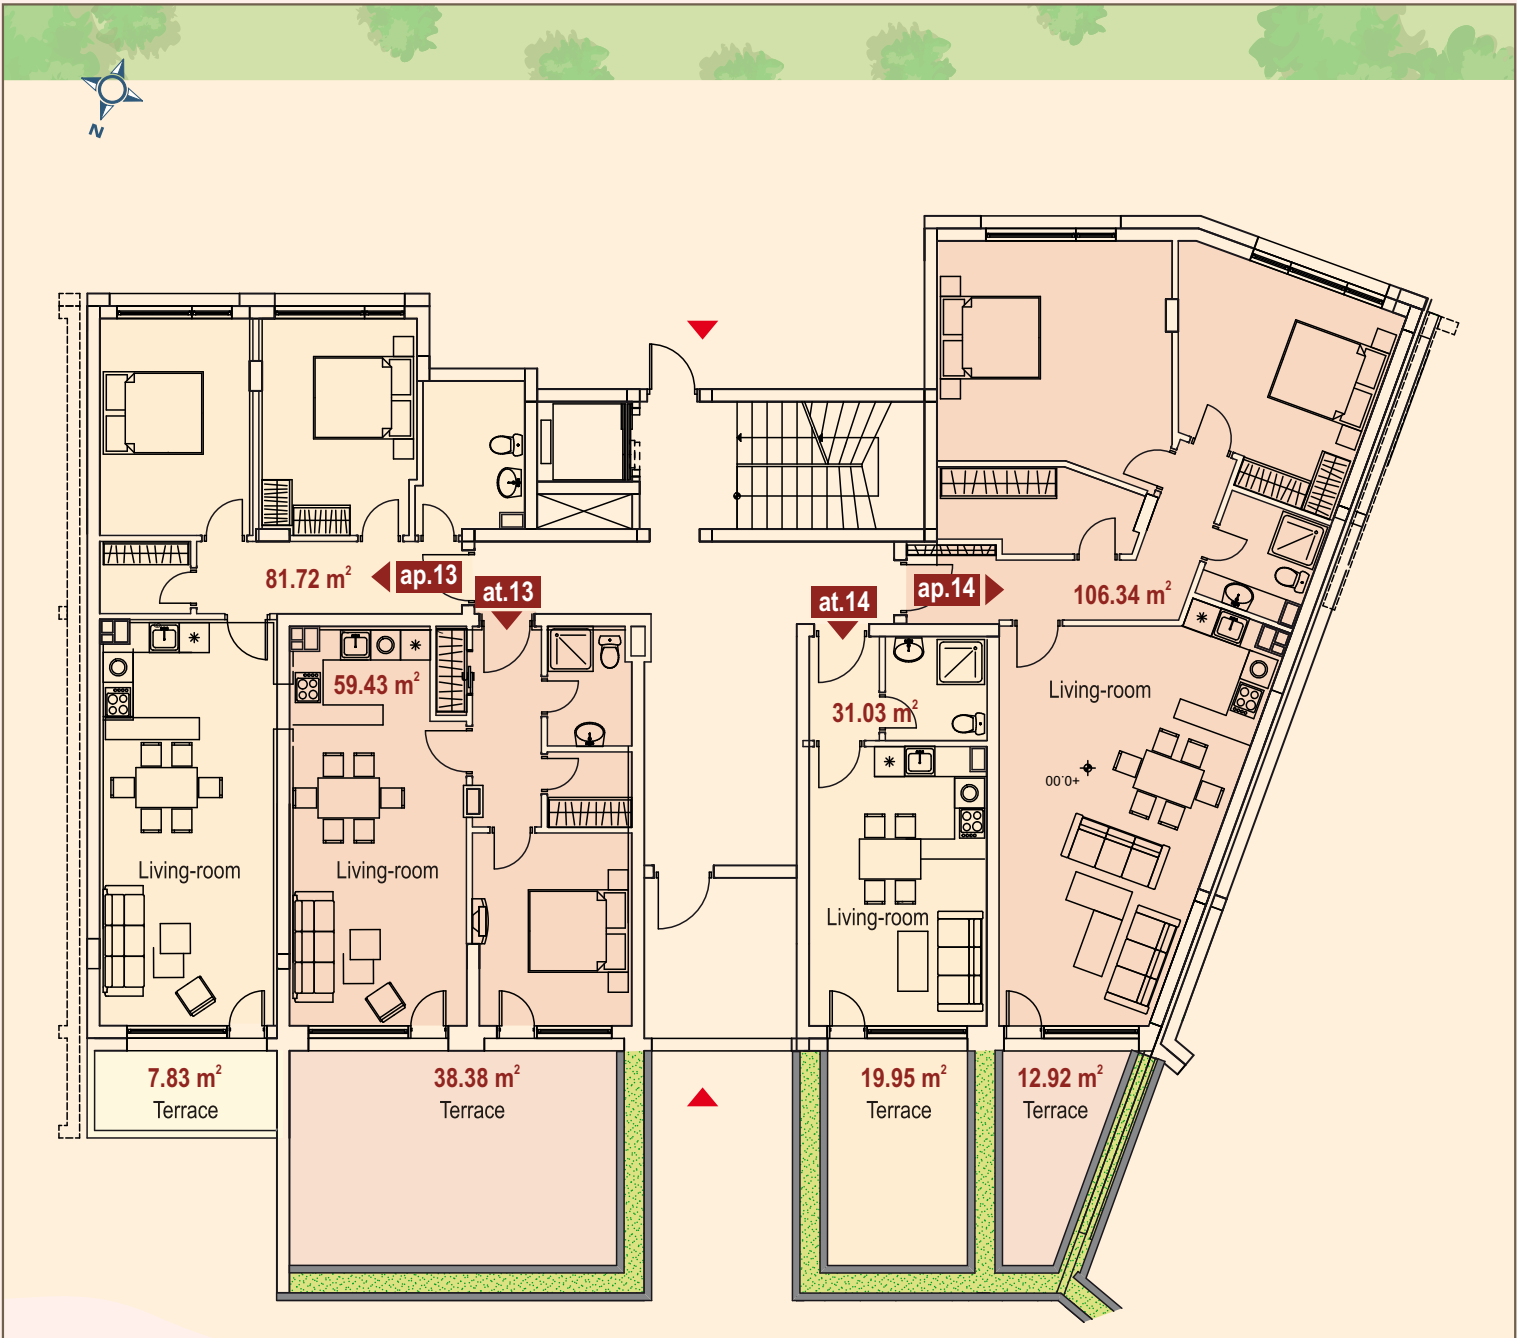 N
81.72 m²
ap.13
at.13
at.14
ap.14
106.34 m²
59.43 m²
31.03 m²
Living-room
+0.00
Living-room
Living-room
Living-room
7.83 m²
Terrace
38.38 m²
Terrace
19.95 m²
Terrace
12.92 m²
Terrace